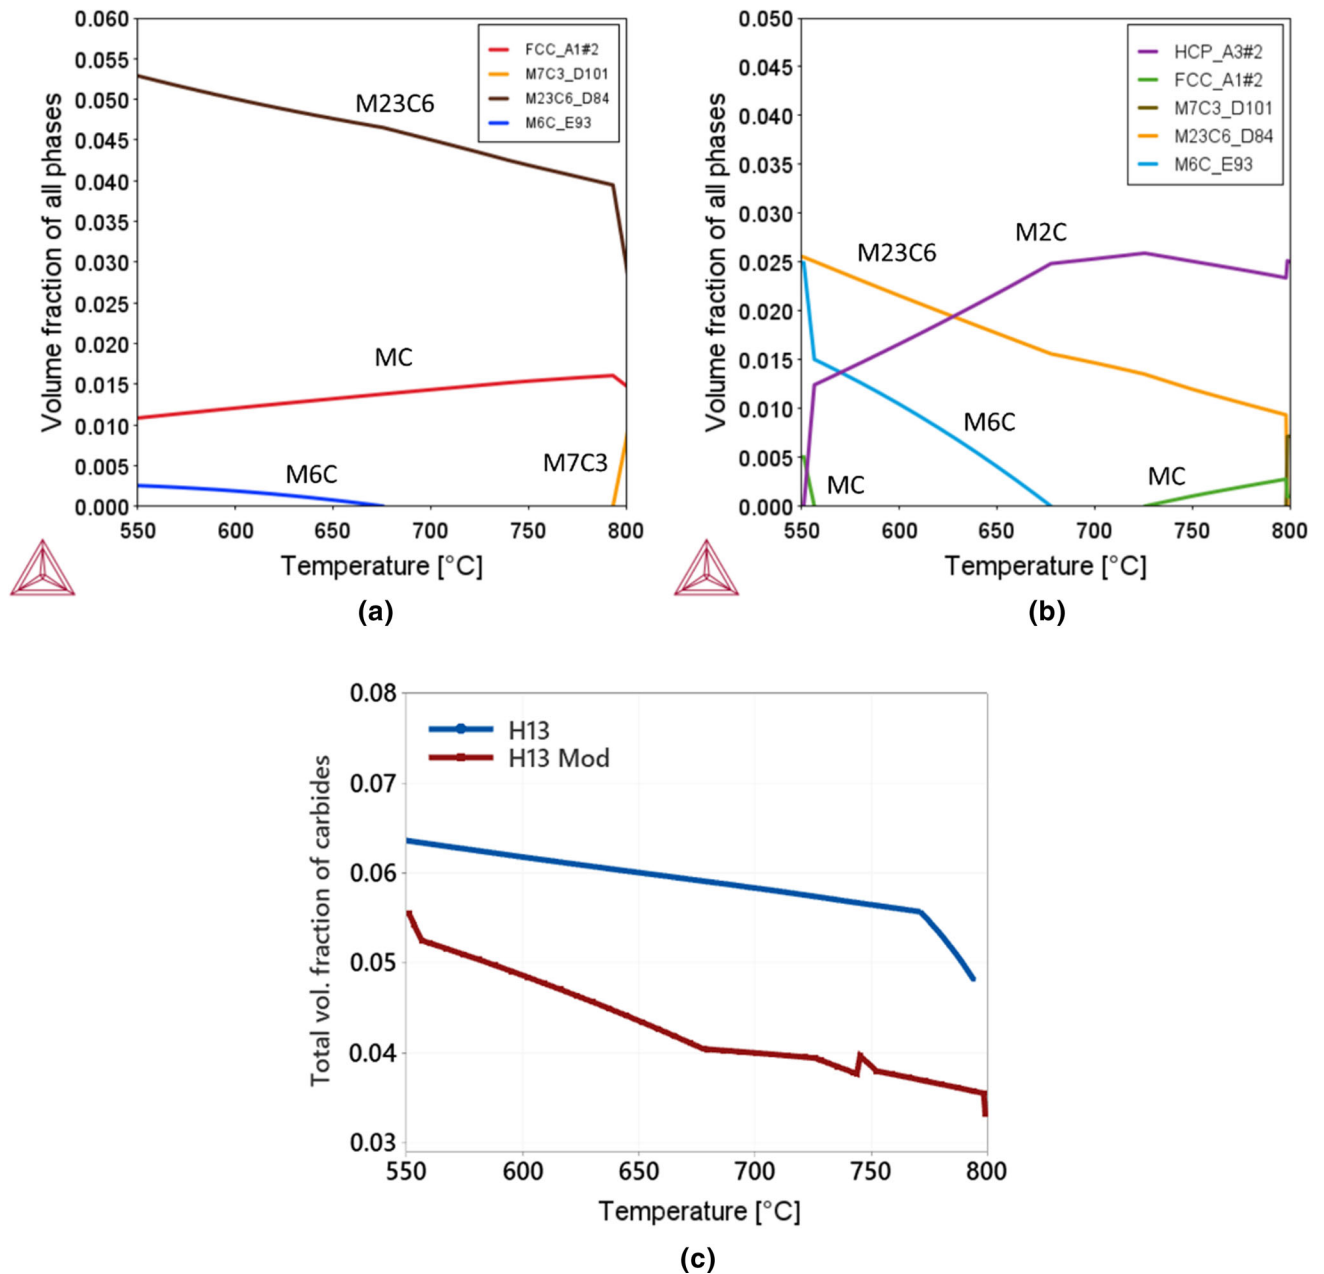 0.060
0.055
0.050
0.045
0.040
0.035
0.030
0.025
0.020
0.015
0.010
0.005
0.000
Volume fraction of all phases
FCC_A1#2
M7C3_D101
M23C6_D84
M6C_E93
M23C6
MC
M6C
M7C3
550 600 650 700 750 800
Temperature [°C]
(a)
0.050
0.045
0.040
0.035
0.030
0.025
0.020
0.015
0.010
0.005
0.000
Volume fraction of all phases
HCP_A3#2
FCC_A1#2
M7C3_D101
M23C6_D84
M6C_E93
M2C
M23C6
M6C
MC
MC
550 600 650 700 750 800
Temperature [°C]
(b)
0.08
0.07
0.06
0.05
0.04
0.03
Total vol. fraction of carbides
H13
H13 Mod
550 600 650 700 750 800
Temperature [°C]
(c)